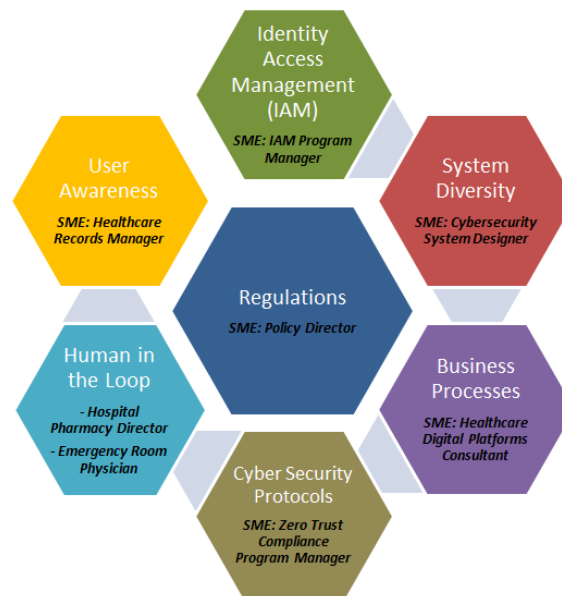 Identity
Access
Management
(IAM)
SME: IAM Program
Manager
User
Awareness
SME: Healthcare
Records Manager
System
Diversity
SME: Cybersecurity
System Designer
Regulations
SME: Policy Director
Human in
the Loop
- Hospital
Pharmacy Director
- Emergency Room
Physician
Business
Processes
SME: Healthcare
Digital Platforms
Consultant
Cyber Security
Protocols
SME: Zero Trust
Compliance
Program Manager